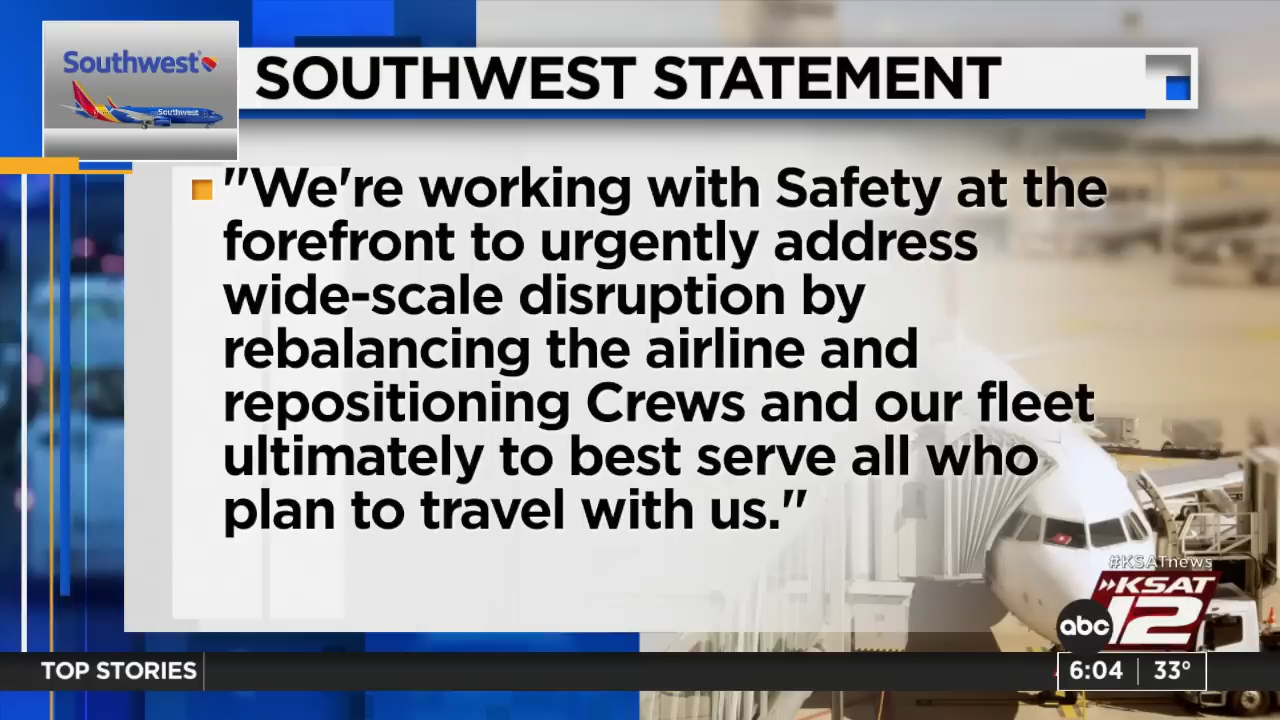 Southwest
Southwest
SOUTHWEST STATEMENT
"We're working with Safety at the
forefront to urgently address
wide-scale disruption by
rebalancing the airline and
repositioning Crews and our fleet
ultimately to best serve all who
plan to travel with us."
#KSATnews
KSAT
abc 12
TOP STORIES
6:04 33°